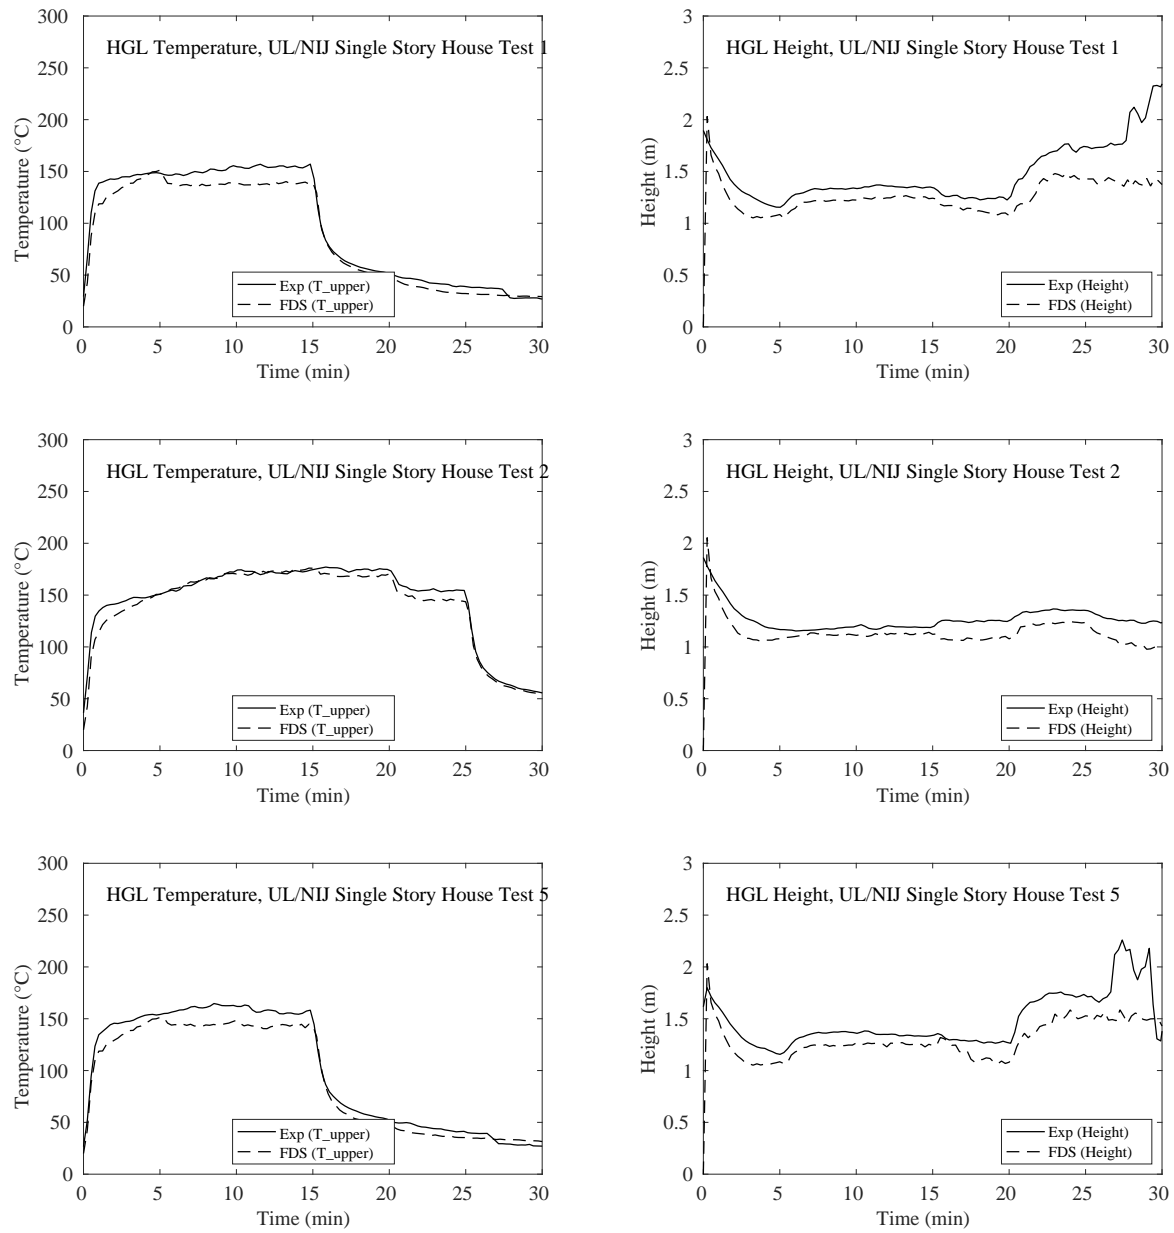 HGL Temperature, UL/NIJ Single Story House Test 1
300
250
200
150
100
50
0
Temperature (°C)
Exp (T_upper)
FDS (T_upper)
0 5 10 15 20 25 30
Time (min)
HGL Height, UL/NIJ Single Story House Test 1
3
2.5
2
1.5
1
0.5
0
Height (m)
Exp (Height)
FDS (Height)
0 5 10 15 20 25 30
Time (min)
HGL Temperature, UL/NIJ Single Story House Test 2
300
250
200
150
100
50
0
Temperature (°C)
Exp (T_upper)
FDS (T_upper)
0 5 10 15 20 25 30
Time (min)
HGL Height, UL/NIJ Single Story House Test 2
3
2.5
2
1.5
1
0.5
0
Height (m)
Exp (Height)
FDS (Height)
0 5 10 15 20 25 30
Time (min)
HGL Temperature, UL/NIJ Single Story House Test 5
300
250
200
150
100
50
0
Temperature (°C)
Exp (T_upper)
FDS (T_upper)
0 5 10 15 20 25 30
Time (min)
HGL Height, UL/NIJ Single Story House Test 5
3
2.5
2
1.5
1
0.5
0
Height (m)
Exp (Height)
FDS (Height)
0 5 10 15 20 25 30
Time (min)